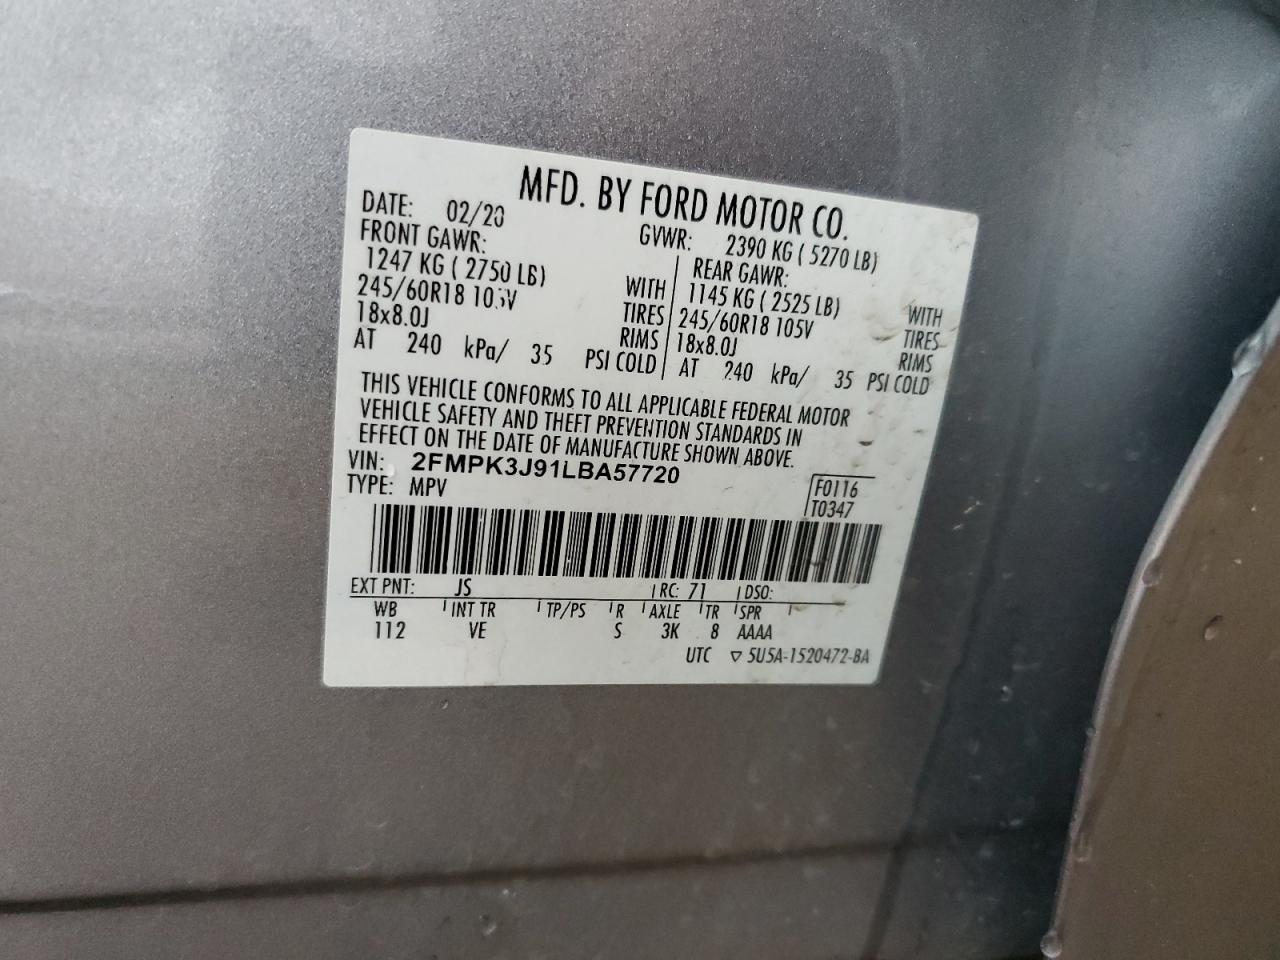 MFD. BY FORD MOTOR CO.
DATE: 02/20 GVWR: 2390 KG ( 5270 LB)
FRONT GAWR: REAR GAWR:
1247 KG ( 2750 LB) WITH 1145 KG ( 2525 LB) WITH
245/60R18 105V TIRES 245/60R18 105V TIRES
18x8.0J RIMS 18x8.0J RIMS
AT 240 kPa/ 35 PSI COLD AT 240 kPa/ 35 PSI COLD
THIS VEHICLE CONFORMS TO ALL APPLICABLE FEDERAL MOTOR
VEHICLE SAFETY AND THEFT PREVENTION STANDARDS IN
EFFECT ON THE DATE OF MANUFACTURE SHOWN ABOVE.
VIN: 2FMPK3J91LBA57720
TYPE: MPV F0116
T0347
EXT PNT: JS RC: 71 DSO:
WB INT TR TP/PS R AXLE TR SPR
112 VE S 3K 8 AAAA
UTC ▽ 5U5A-1520472-BA